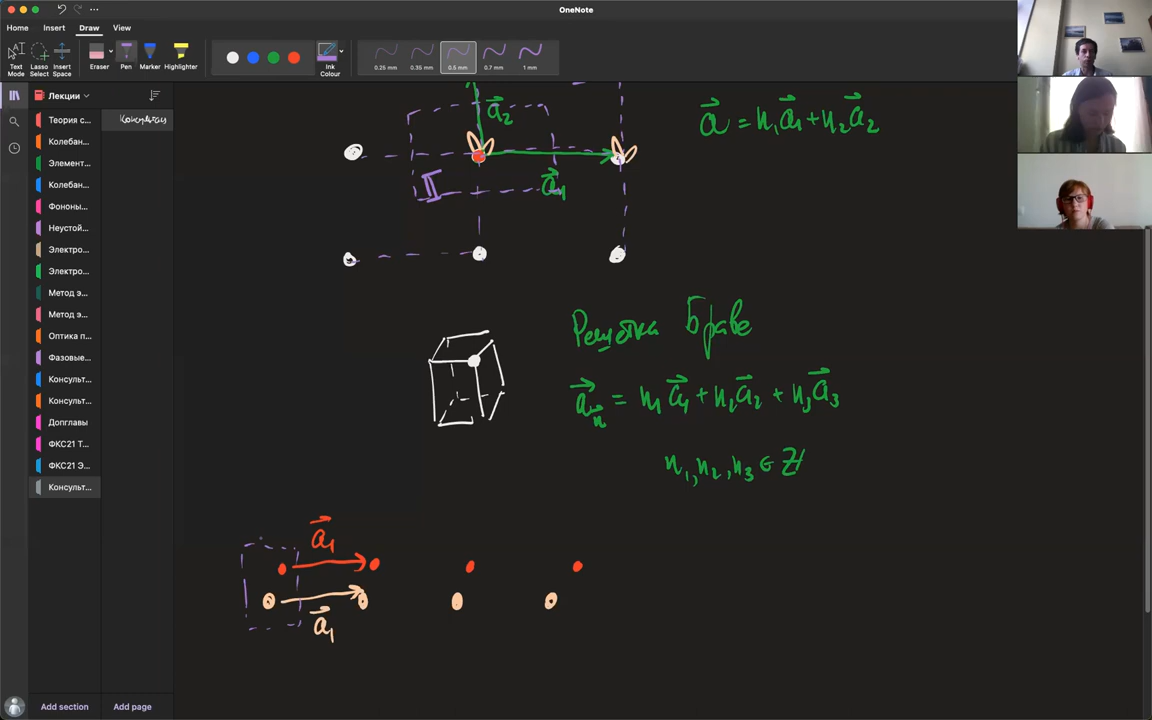 OneNote
Home Insert Draw View
Text Mode Lasso Select Insert Space Eraser Pen Marker Highlighter Ink Colour 0.25 mm 0.35 mm 0.5 mm 0.7 mm 1 mm
Лекции
Теория с...
Колебан...
Элемент...
Колебан...
Фононы...
Неустой...
Электро...
Электро...
Метод э...
Метод э...
Оптика п...
Фазовые...
Консульт...
Консульт...
Допглавы
ФКС21 Т...
ФКС21 Э...
Консульт...
a⃗₂
a⃗ = n₁a⃗₁ + n₂a⃗₂
II
a⃗₁
Решётка Браве
a⃗ₙ⃗ = n₁a⃗₁ + n₂a⃗₂ + n₃a⃗₃
n₁, n₂, n₃ ∈ ℤ
a⃗₁
a⃗₁
Add section Add page